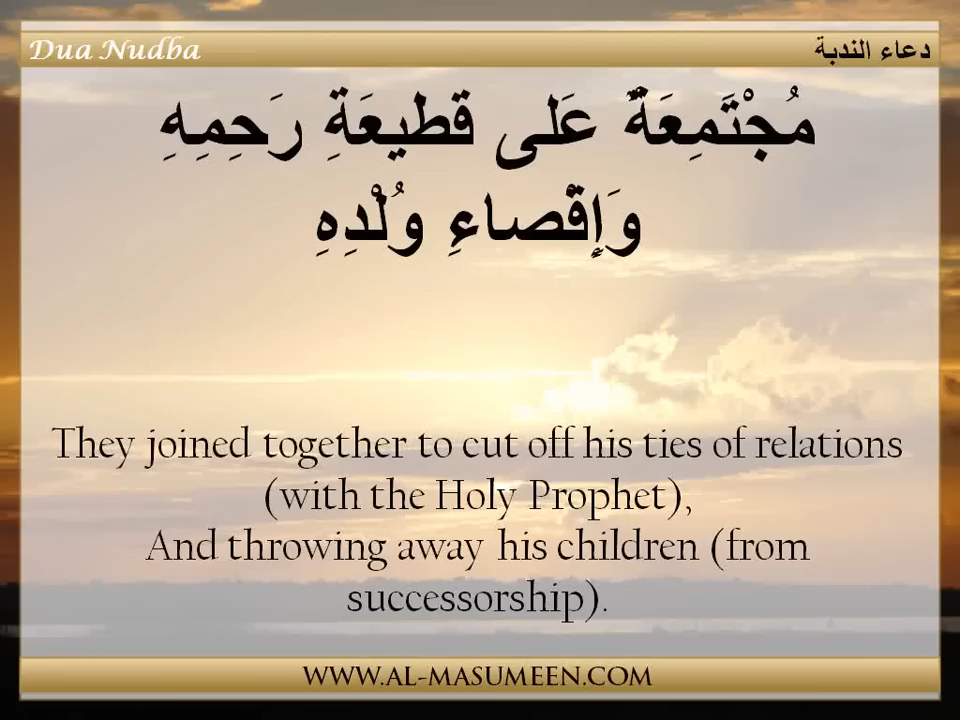 Dua Nudba دعاء الندبة
مُجْتَمِعَةٌ عَلى قطيعَةِ رَحِمِهِ
وَاِقْصاءِ وُلْدِهِ
They joined together to cut off his ties of relations
(with the Holy Prophet),
And throwing away his children (from
successorship).
WWW.AL-MASUMEEN.COM